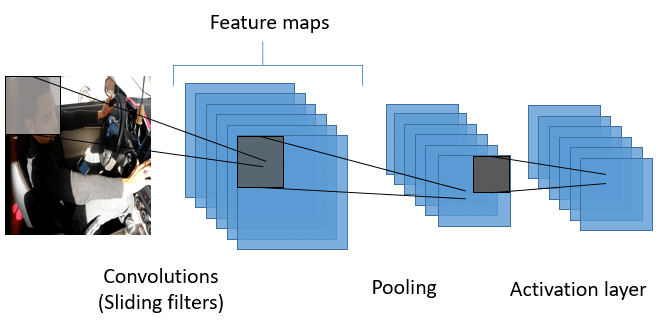 Feature maps
Convolutions
(Sliding filters)
Pooling
Activation layer